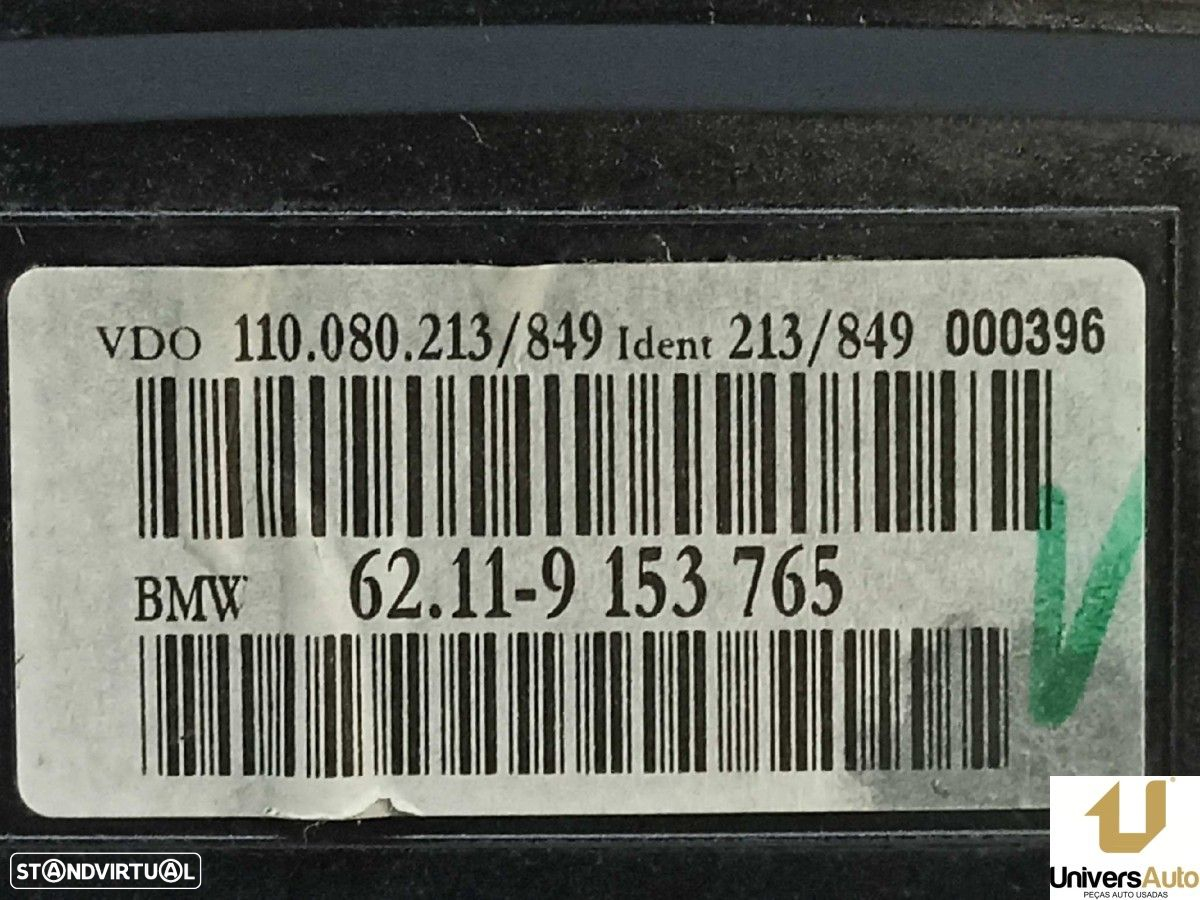 VDO 110.080.213/849 Ident 213/849 000396
BMW 62.11-9 153 765
STANDVIRTUAL
UniversAuto
PEÇAS AUTO USADAS